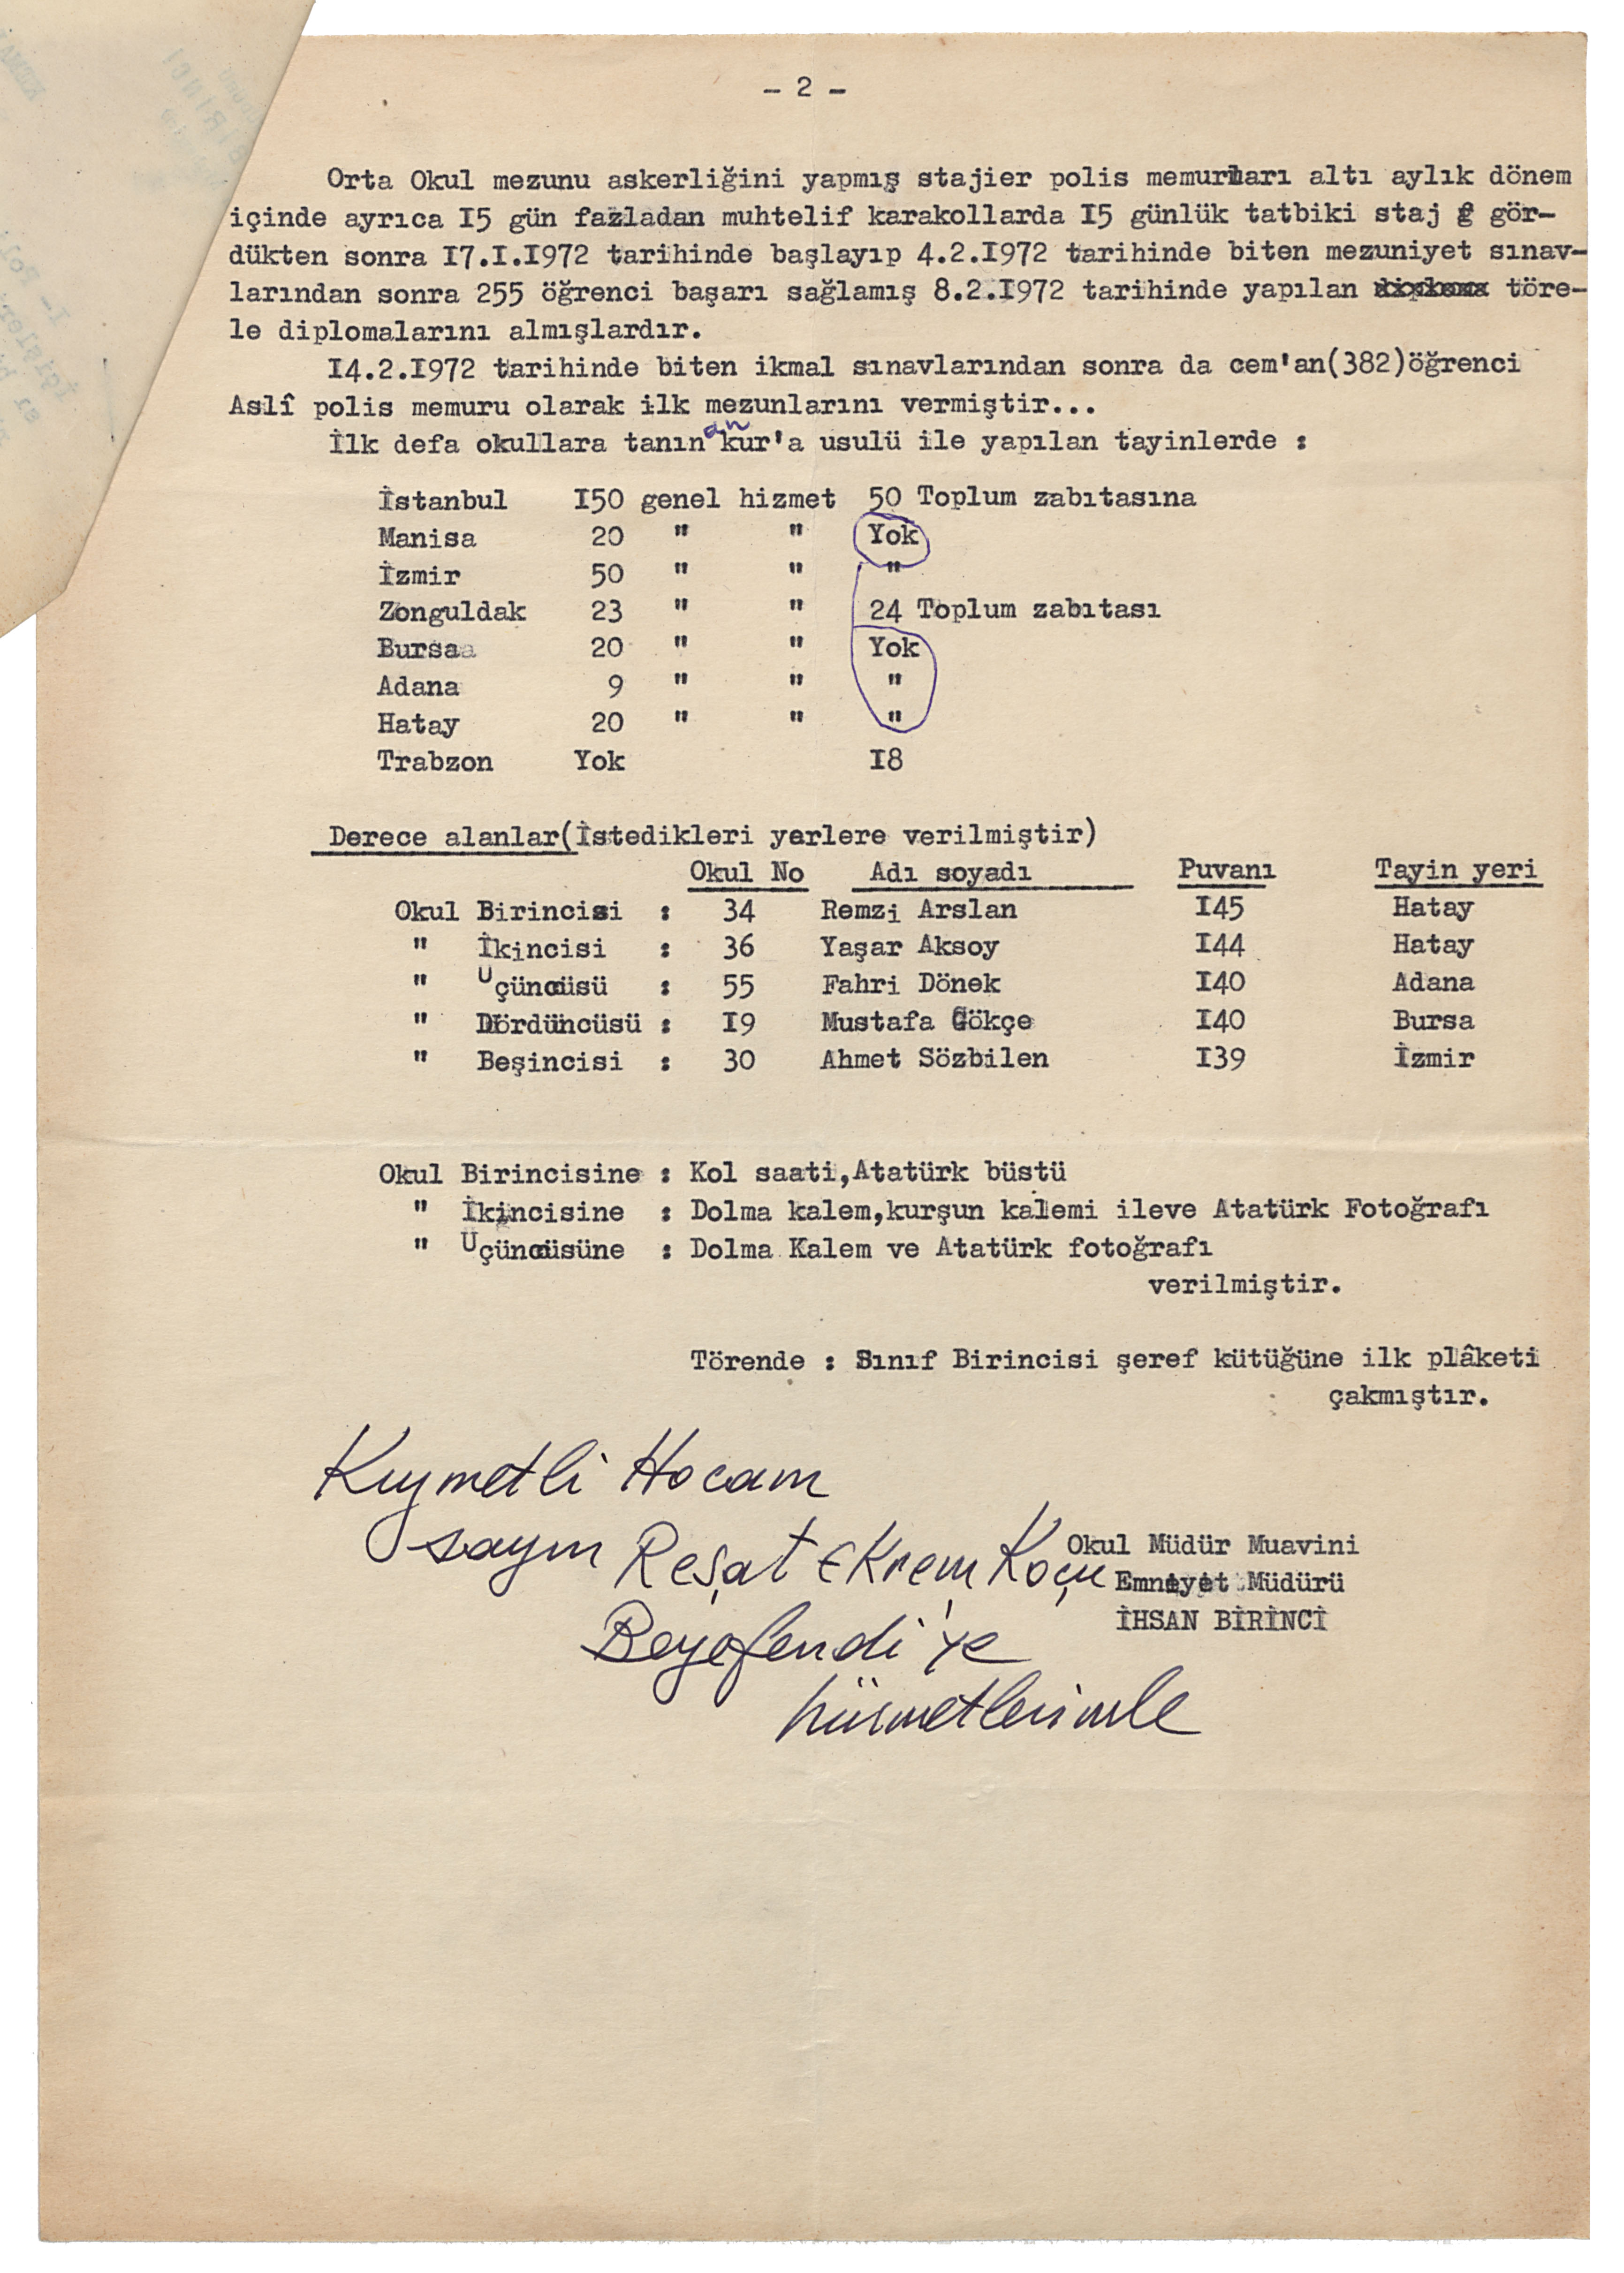 - 2 -
Orta Okul mezunu askerliğini yapmış stajier polis memurları altı aylık dönem
içinde ayrıca I5 gün fazladan muhtelif karakollarda I5 günlük tatbiki staj gör-
dükten sonra I7.I.I972 tarihinde başlayıp 4.2.I972 tarihinde biten mezuniyet sınav-
larından sonra 255 öğrenci başarı sağlamış 8.2.I972 tarihinde yapılan töre-
le diplomalarını almışlardır.
I4.2.I972 tarihinde biten ikmal sınavlarından sonra da cem'an(382)öğrenci
Aslî polis memuru olarak ilk mezunlarını vermiştir...
İlk defa okullara tanınan kur'a usulü ile yapılan tayinlerde :
İstanbul I50 genel hizmet 50 Toplum zabıtasına
Manisa 20 " " Yok
İzmir 50 " " "
Zonguldak 23 " " 24 Toplum zabıtası
Bursa 20 " " Yok
Adana 9 " " "
Hatay 20 " " "
Trabzon Yok I8
Derece alanlar(İstedikleri yerlere verilmiştir)
Okul No Adı soyadı Puvanı Tayin yeri
Okul Birincisi : 34 Remzi Arslan I45 Hatay
" İkincisi : 36 Yaşar Aksoy I44 Hatay
" Üçüncüsü : 55 Fahri Dönek I40 Adana
" Dördüncüsü : I9 Mustafa Gökçe I40 Bursa
" Beşincisi : 30 Ahmet Sözbilen I39 İzmir
Okul Birincisine : Kol saati,Atatürk büstü
" İkincisine : Dolma kalem,kurşun kalemi ileve Atatürk Fotoğrafı
" Üçüncüsüne : Dolma Kalem ve Atatürk fotoğrafı
verilmiştir.
Törende : Sınıf Birincisi şeref kütüğüne ilk plâketi
çakmıştır.
Kıymetli Hocam
sayın Reşat Ekrem Koçu
Beyefendi'ye
hürmetlerimle
Okul Müdür Muavini
Emniyet Müdürü
İHSAN BİRİNCİ